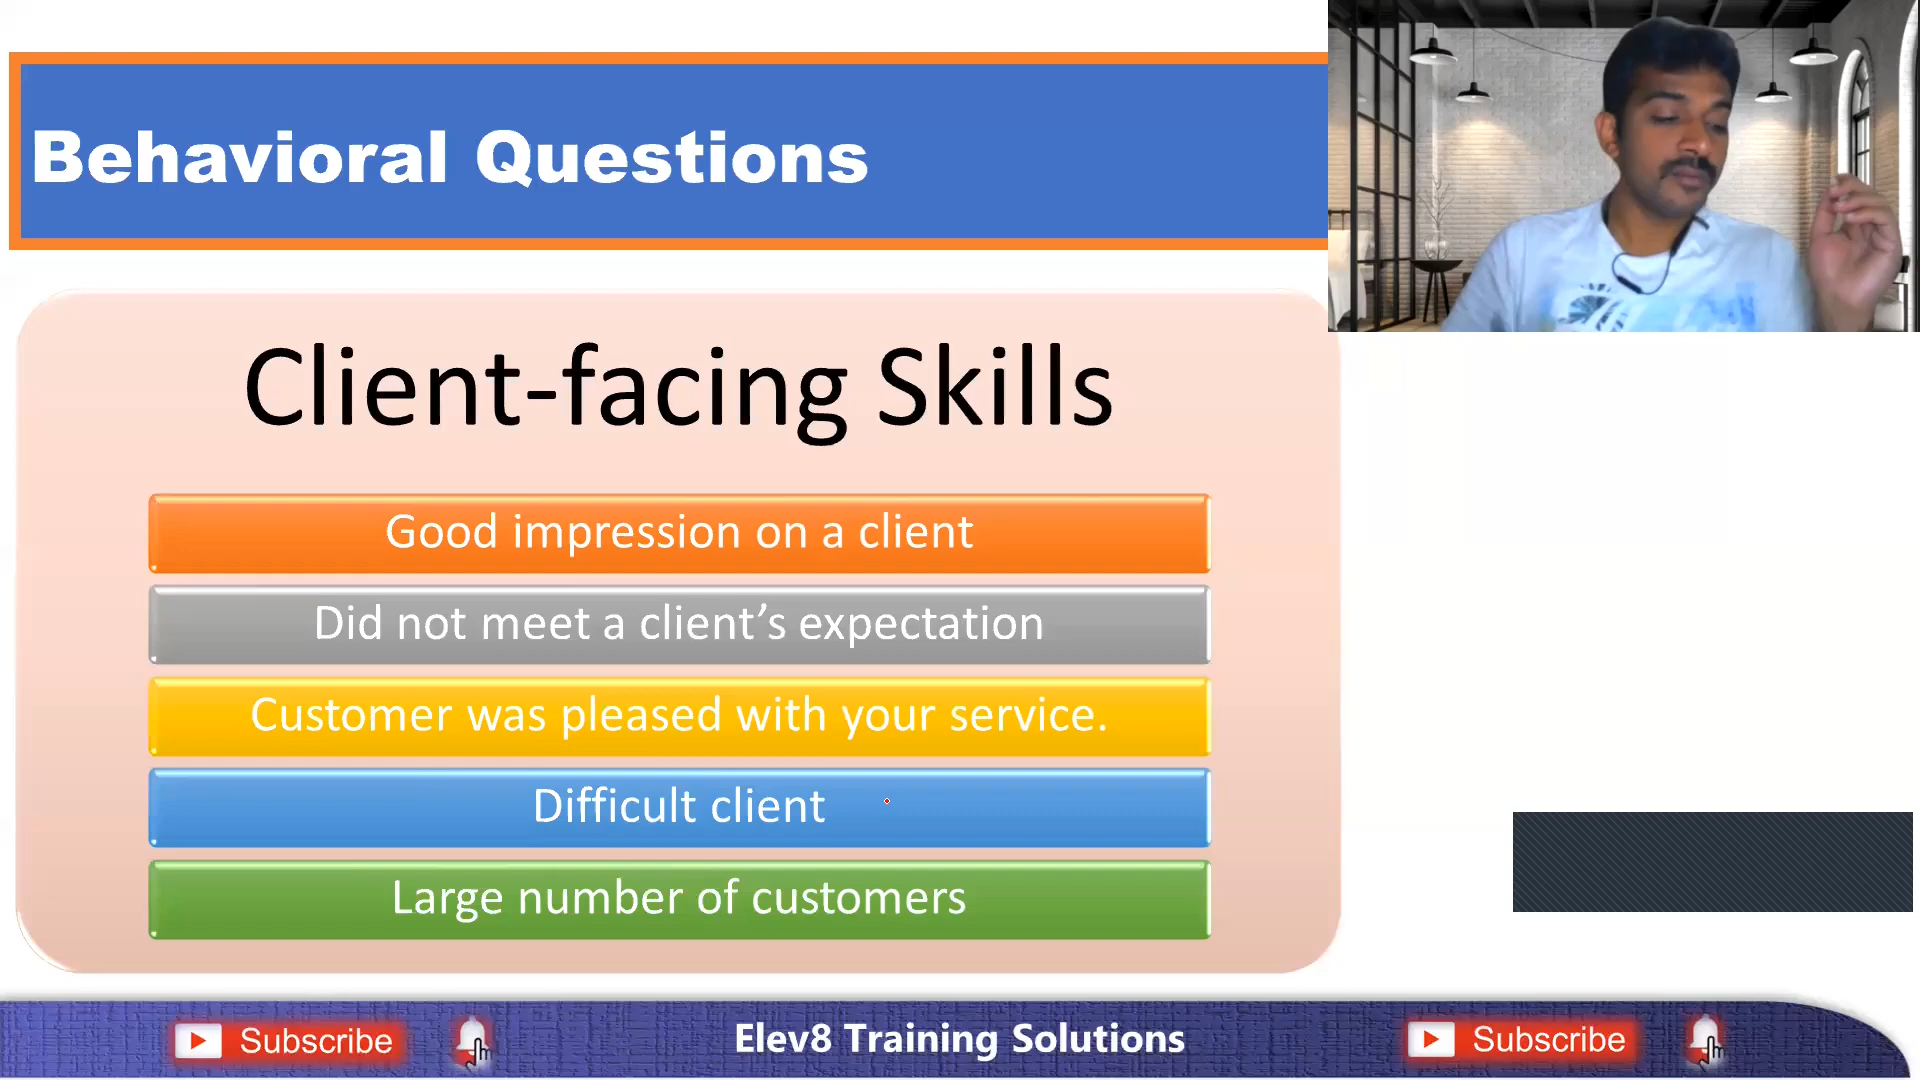 Behavioral Questions
Client-facing Skills
Good impression on a client
Did not meet a client’s expectation
Customer was pleased with your service.
Difficult client
Large number of customers
Subscribe
Elev8 Training Solutions
Subscribe